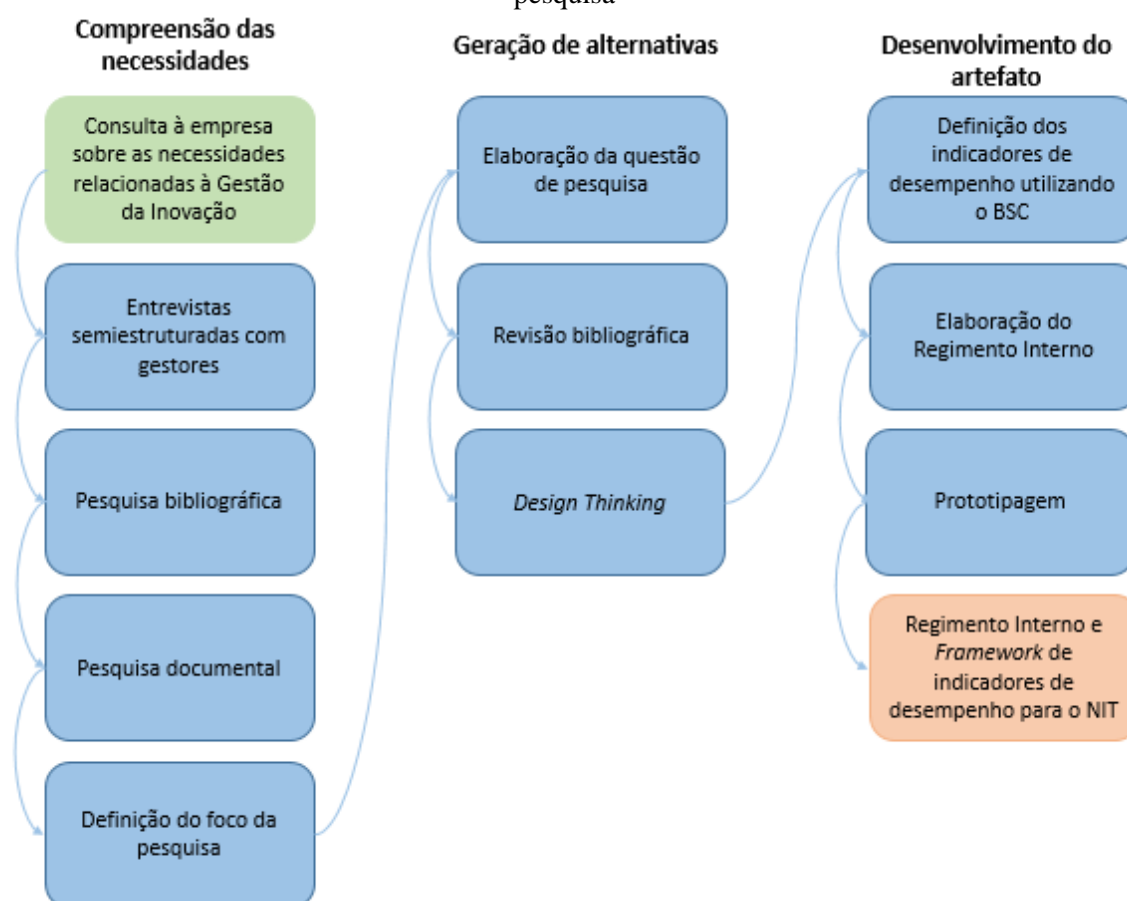 pesquisa
Compreensão das
necessidades
Consulta à empresa
sobre as necessidades
relacionadas à Gestão
da Inovação
Entrevistas
semiestruturadas com
gestores
Pesquisa bibliográfica
Pesquisa documental
Definição do foco da
pesquisa
Geração de alternativas
Elaboração da questão
de pesquisa
Revisão bibliográfica
Design Thinking
Desenvolvimento do
artefato
Definição dos
indicadores de
desempenho utilizando
o BSC
Elaboração do
Regimento Interno
Prototipagem
Regimento Interno e
Framework de
indicadores de
desempenho para o NIT